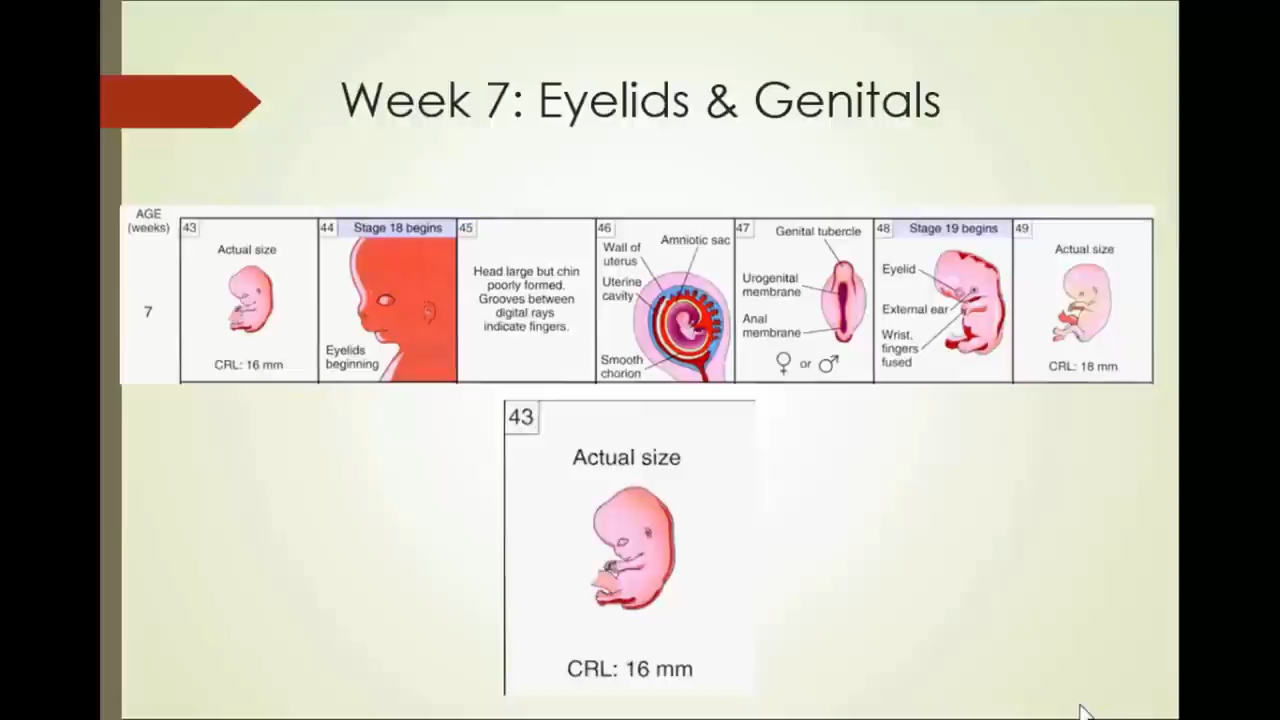 Week 7: Eyelids & Genitals
AGE
(weeks)
7
43
Actual size
CRL: 16 mm
44
Stage 18 begins
Eyelids
beginning
45
Head large but chin
poorly formed.
Grooves between
digital rays
indicate fingers.
46
Amniotic sac
Wall of
uterus
Uterine
cavity
Smooth
chorion
47
Genital tubercle
Urogenital
membrane
Anal
membrane
♀ or ♂
48
Stage 19 begins
Eyelid
External ear
Wrist,
fingers
fused
49
Actual size
CRL: 18 mm
43
Actual size
CRL: 16 mm